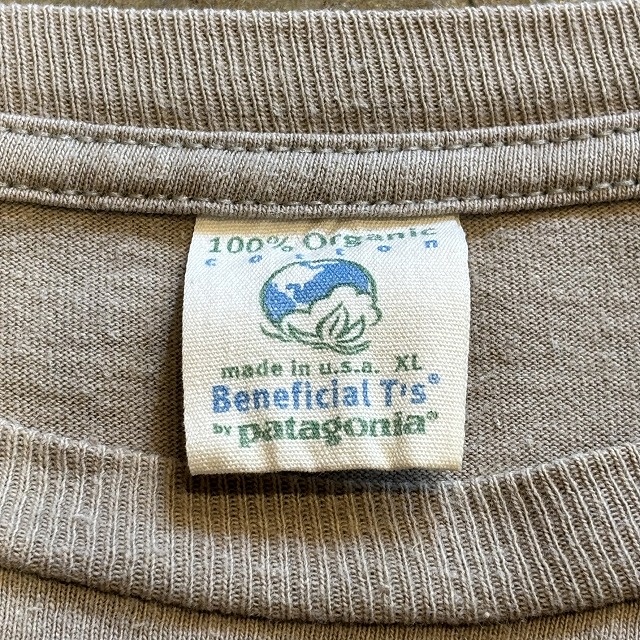 100% Organic
cotton
made in u.s.a. XL
Beneficial T's®
by patagonia®